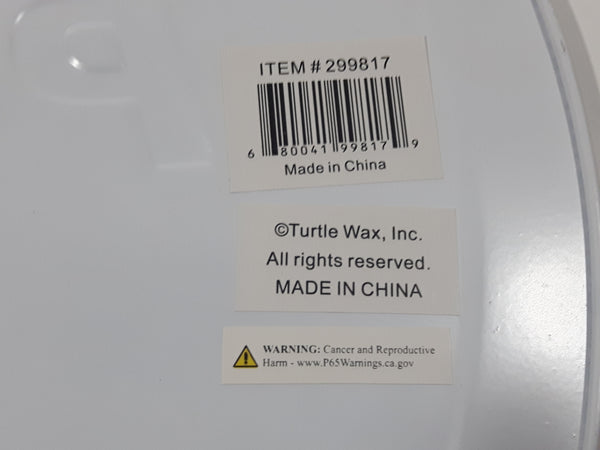 ITEM # 299817
6 80041 99817 9
Made in China
©Turtle Wax, Inc.
All rights reserved.
MADE IN CHINA
WARNING: Cancer and Reproductive
Harm - www.P65Warnings.ca.gov